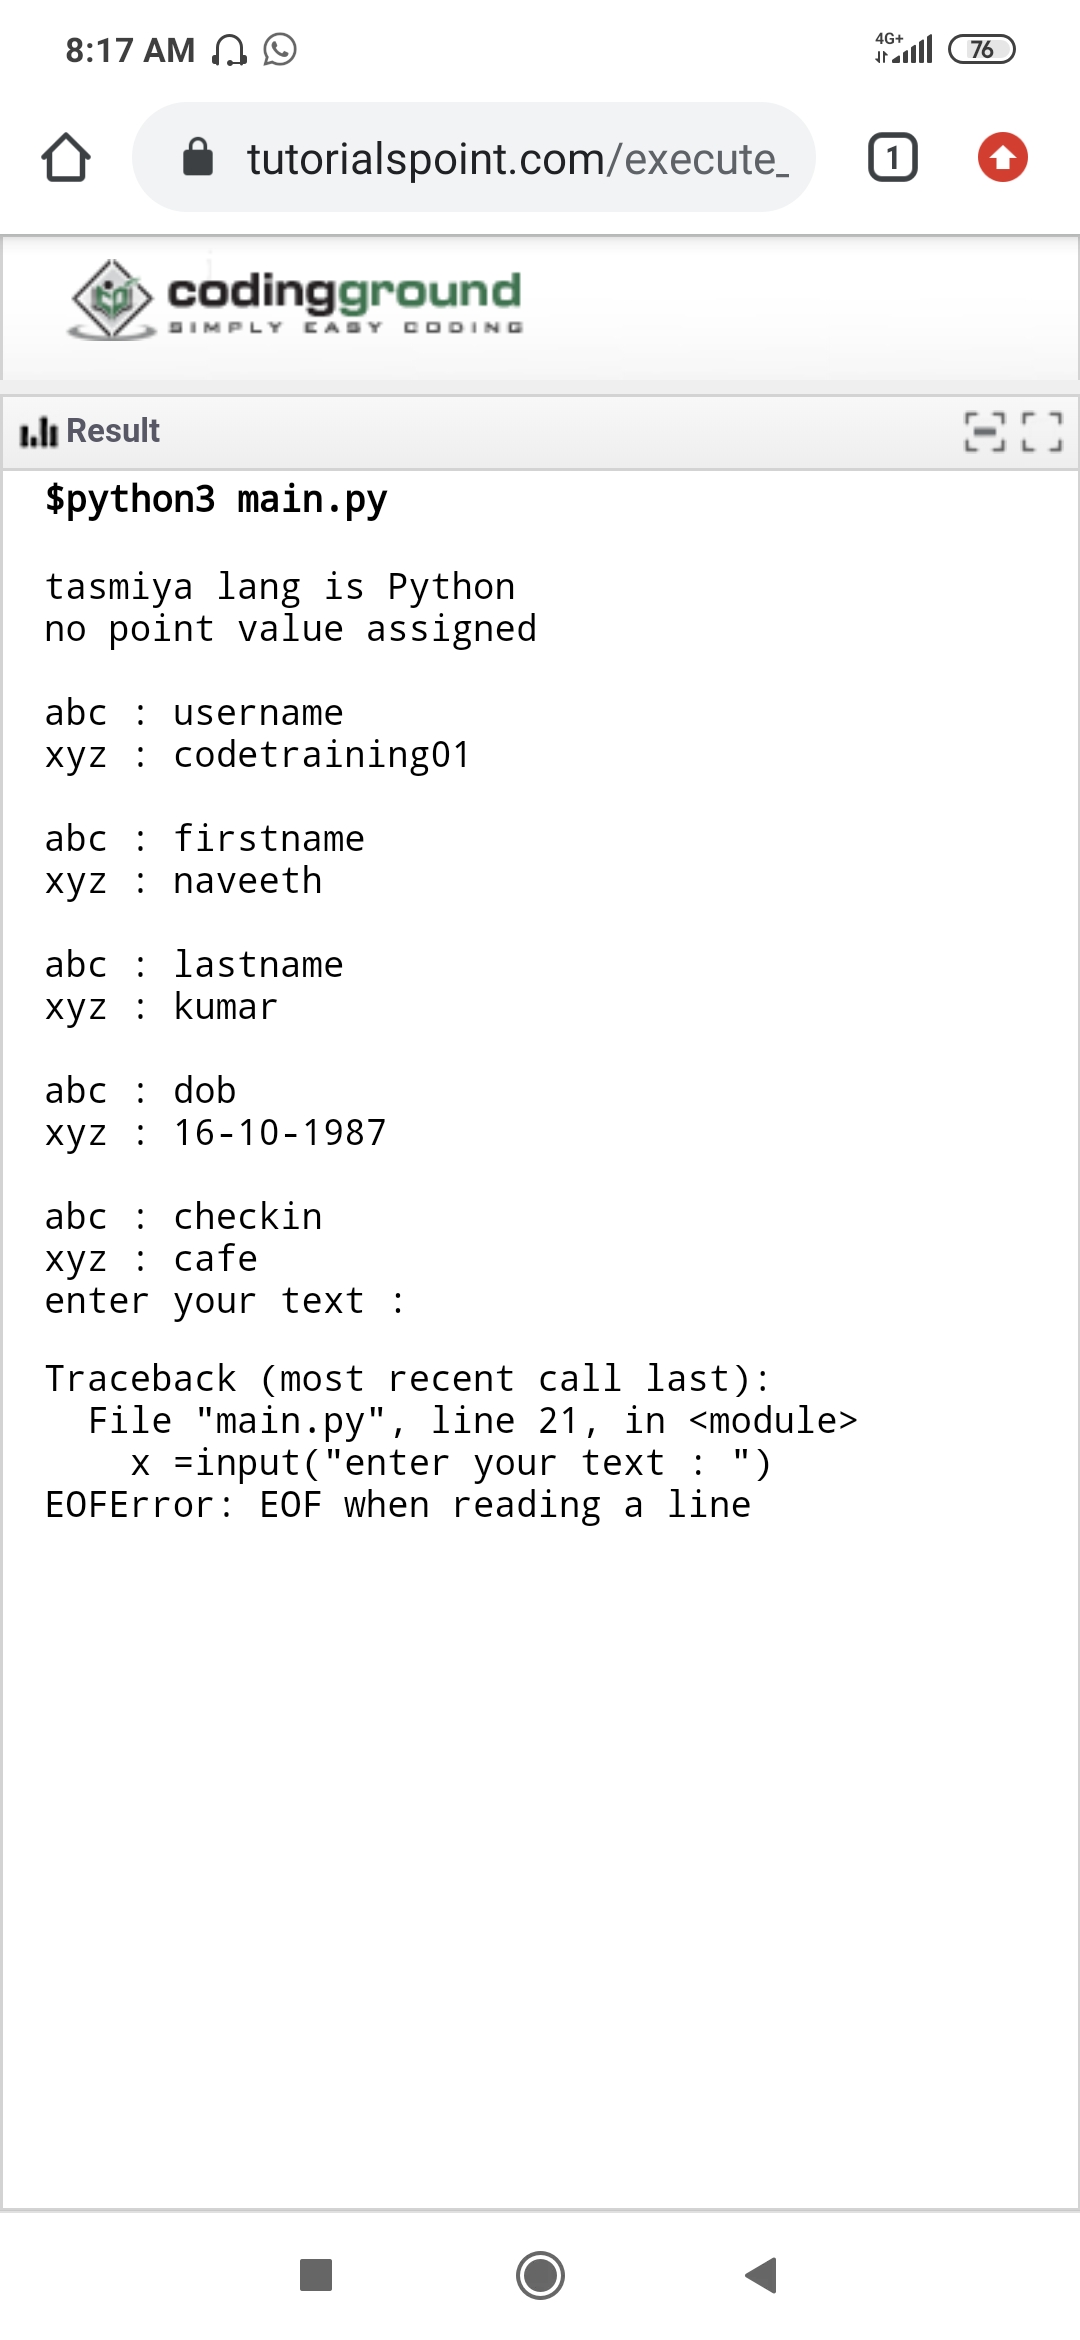 8:17 AM
4G+
76
tutorialspoint.com/execute_
1
codingground
SIMPLY EASY CODING
Result
$python3 main.py
tasmiya lang is Python
no point value assigned
abc : username
xyz : codetraining01
abc : firstname
xyz : naveeth
abc : lastname
xyz : kumar
abc : dob
xyz : 16-10-1987
abc : checkin
xyz : cafe
enter your text :
Traceback (most recent call last):
  File "main.py", line 21, in <module>
    x =input("enter your text : ")
EOFError: EOF when reading a line